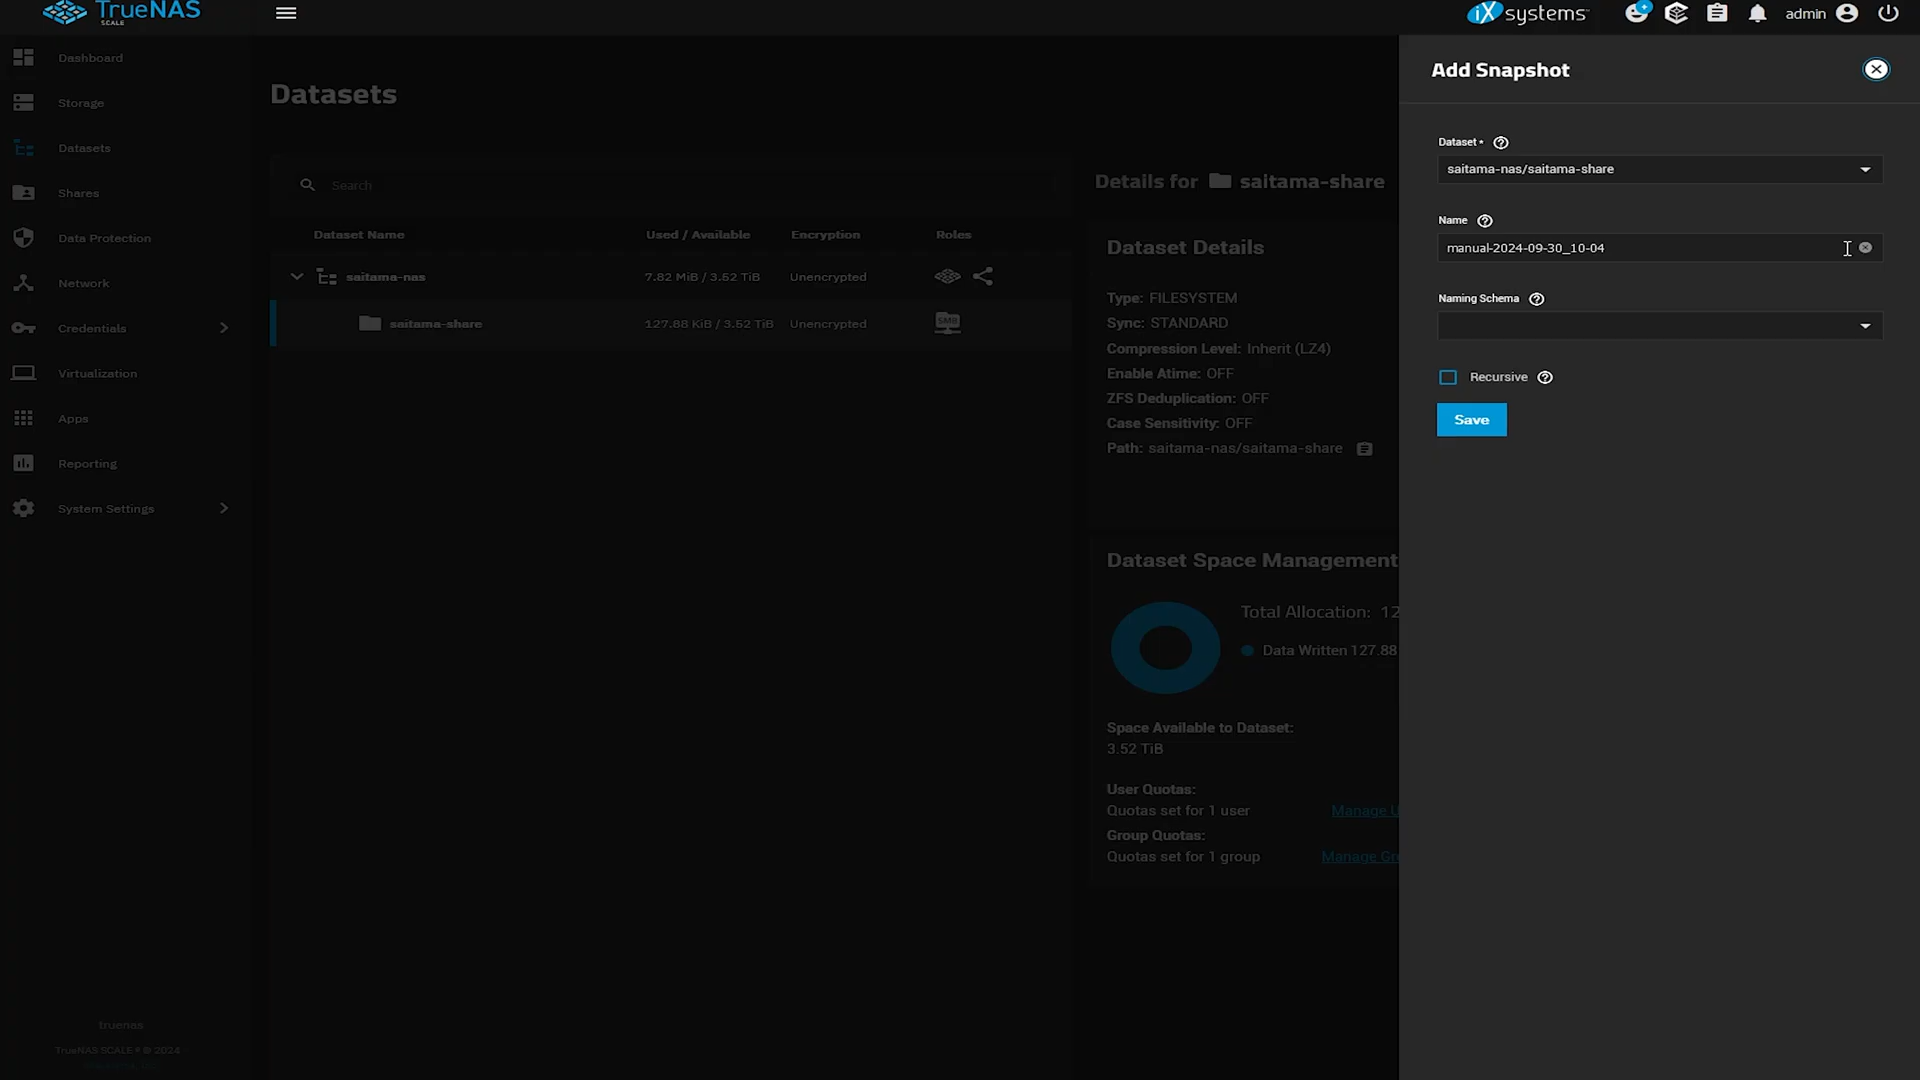 TrueNAS
SCALE
iXsystems
admin
Dashboard
Storage
Datasets
Shares
Data Protection
Network
Credentials
Virtualization
Apps
Reporting
System Settings
truenas
TrueNAS SCALE ® © 2024
Datasets
Search
Dataset Name Used / Available Encryption Roles
saitama-nas 7.82 MiB / 3.52 TiB Unencrypted
saitama-share 127.88 KiB / 3.52 TiB Unencrypted SMB
Details for saitama-share
Dataset Details
Type: FILESYSTEM
Sync: STANDARD
Compression Level: Inherit (LZ4)
Enable Atime: OFF
ZFS Deduplication: OFF
Case Sensitivity: OFF
Path: saitama-nas/saitama-share
Dataset Space Management
Total Allocation: 12
Data Written 127.88
Space Available to Dataset:
3.52 TiB
User Quotas:
Quotas set for 1 user Manage U
Group Quotas:
Quotas set for 1 group Manage Gr
Add Snapshot
Dataset *
saitama-nas/saitama-share
Name
manual-2024-09-30_10-04
Naming Schema
Recursive
Save